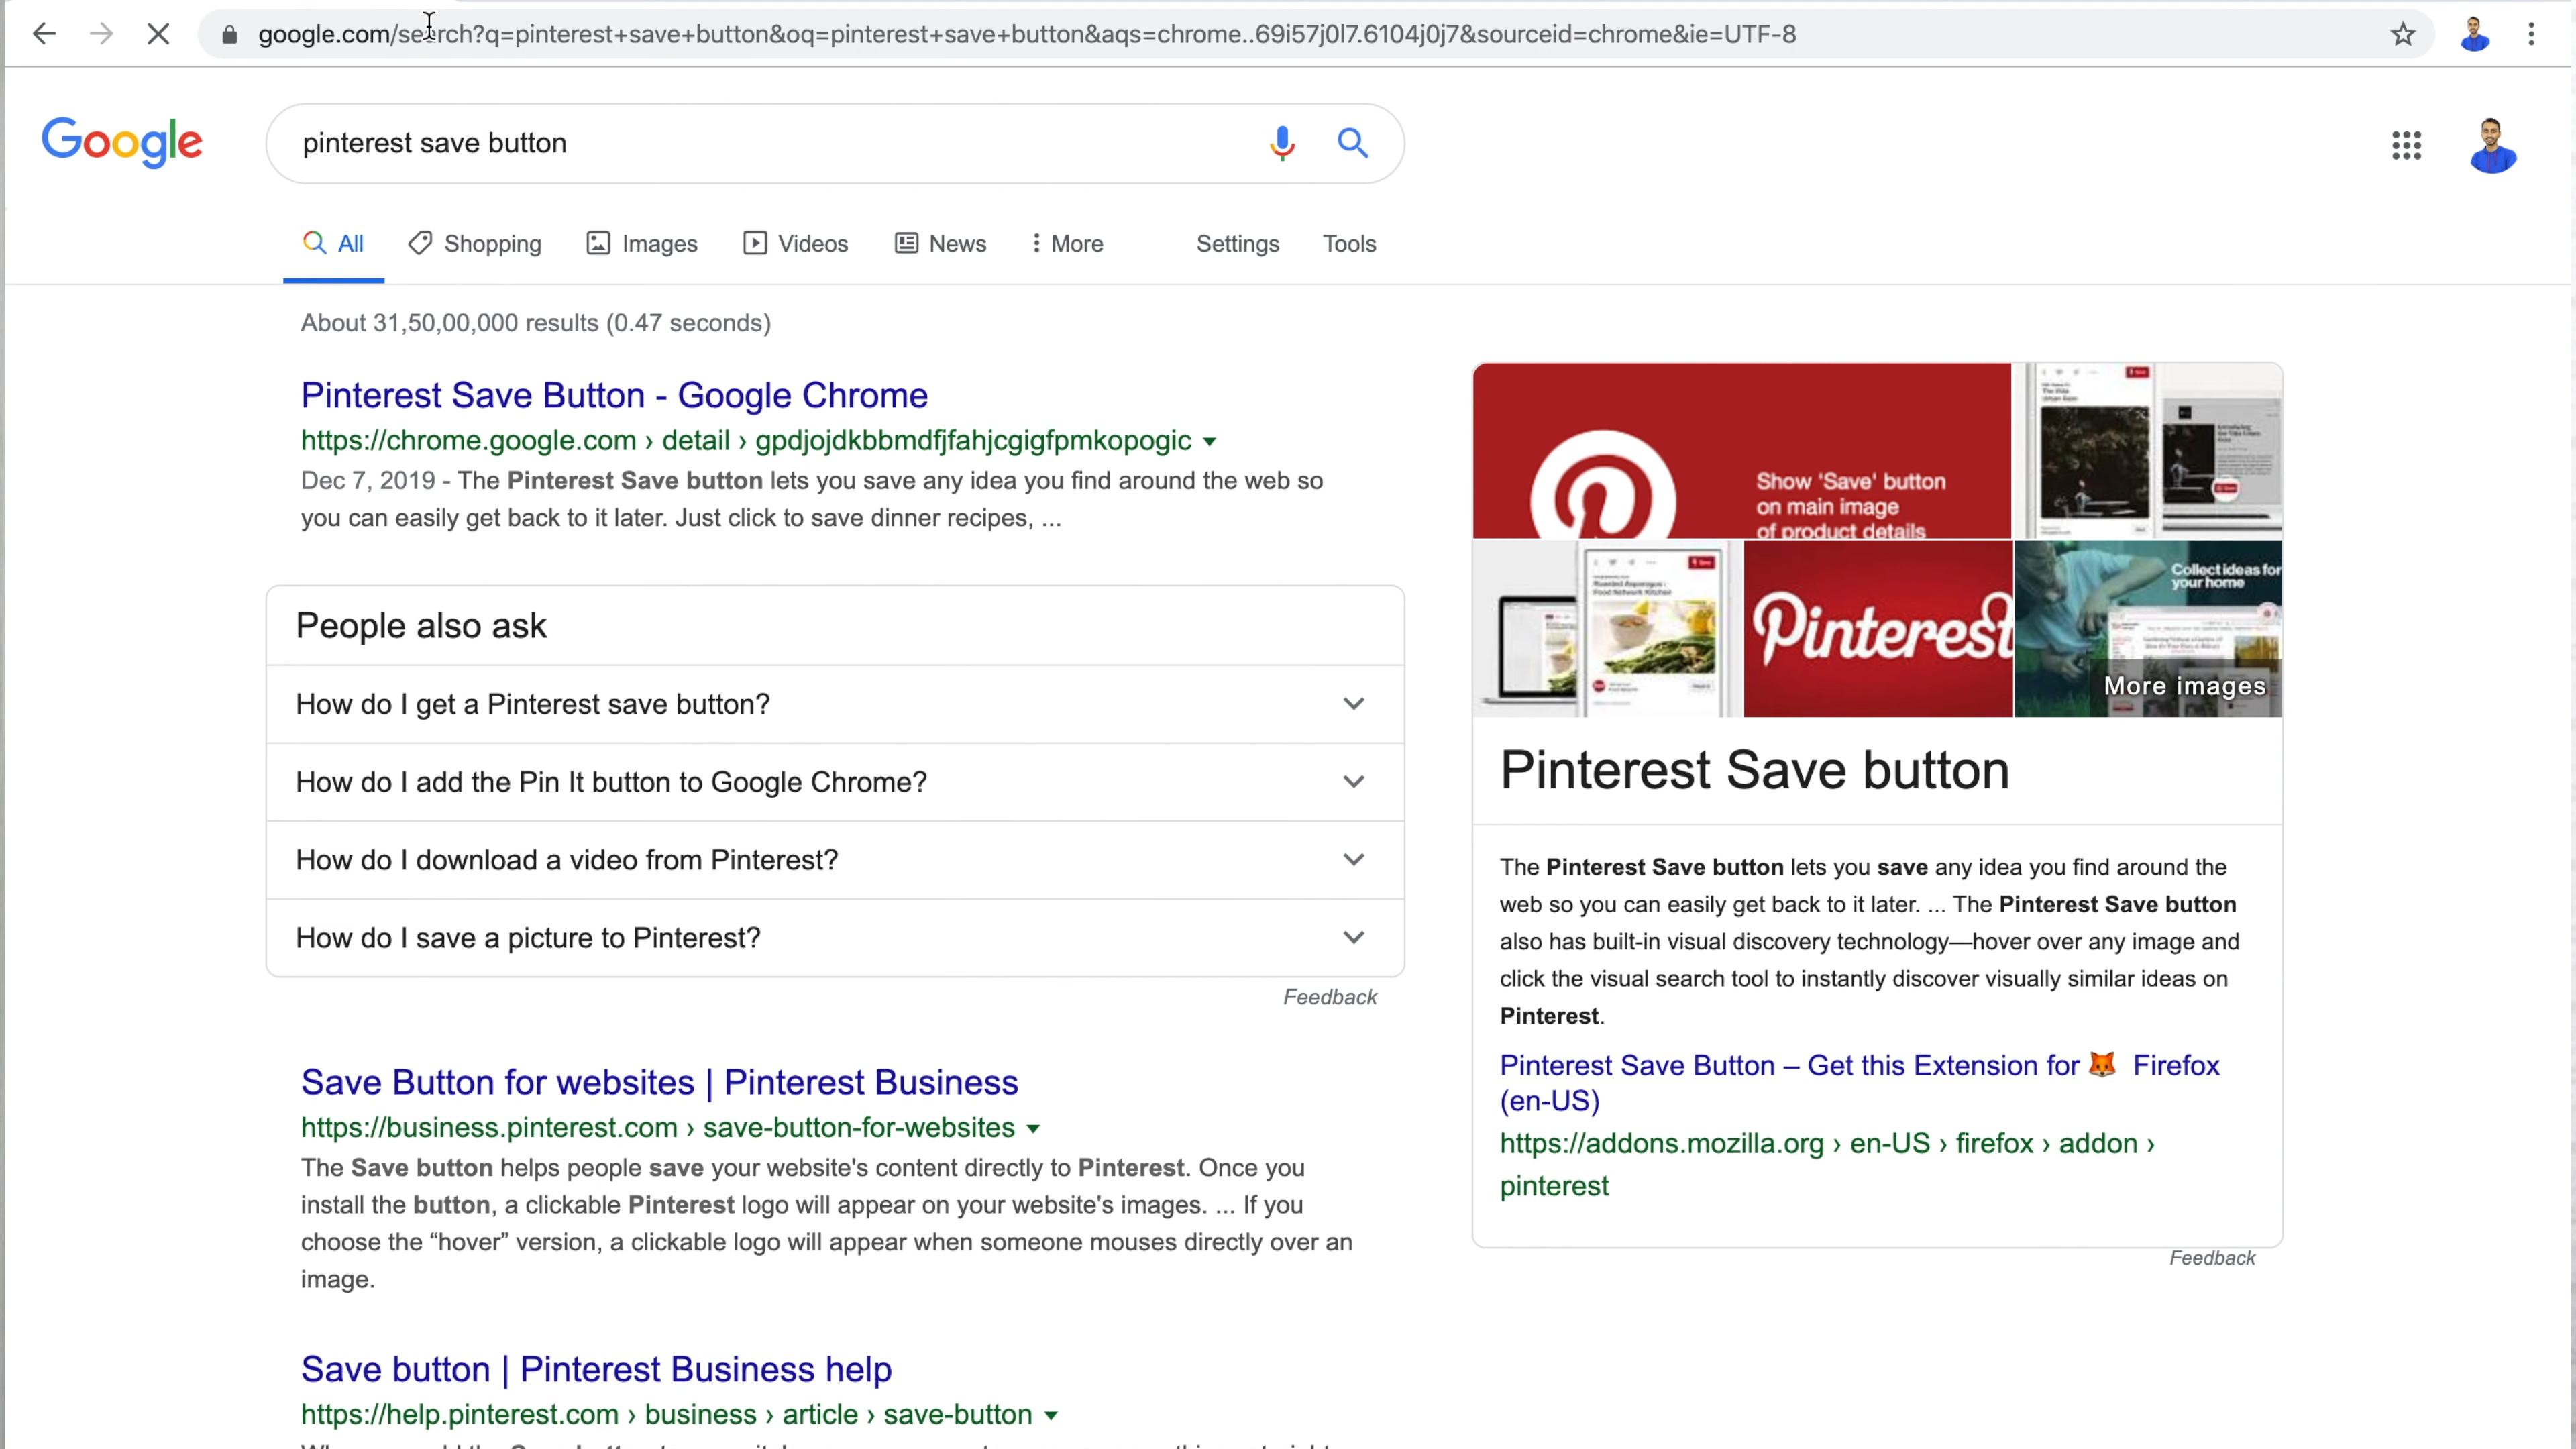 google.com/search?q=pinterest+save+button&oq=pinterest+save+button&aqs=chrome..69i57j0l7.6104j0j7&sourceid=chrome&ie=UTF-8
Google
pinterest save button
All
Shopping
Images
Videos
News
More
Settings
Tools
About 31,50,00,000 results (0.47 seconds)
Pinterest Save Button - Google Chrome
https://chrome.google.com › detail › gpdjojdkbbmdfjfahjcgigfpmkopogic
Dec 7, 2019 - The Pinterest Save button lets you save any idea you find around the web so
you can easily get back to it later. Just click to save dinner recipes, ...
People also ask
How do I get a Pinterest save button?
How do I add the Pin It button to Google Chrome?
How do I download a video from Pinterest?
How do I save a picture to Pinterest?
Feedback
Save Button for websites | Pinterest Business
https://business.pinterest.com › save-button-for-websites
The Save button helps people save your website's content directly to Pinterest. Once you
install the button, a clickable Pinterest logo will appear on your website's images. ... If you
choose the “hover” version, a clickable logo will appear when someone mouses directly over an
image.
Save button | Pinterest Business help
https://help.pinterest.com › business › article › save-button
Show 'Save' button
on main image
of product details
Pinterest
Collect ideas for
your home
More images
Pinterest Save button
The Pinterest Save button lets you save any idea you find around the
web so you can easily get back to it later. ... The Pinterest Save button
also has built-in visual discovery technology—hover over any image and
click the visual search tool to instantly discover visually similar ideas on
Pinterest.
Pinterest Save Button – Get this Extension for 🦊 Firefox
(en-US)
https://addons.mozilla.org › en-US › firefox › addon ›
pinterest
Feedback